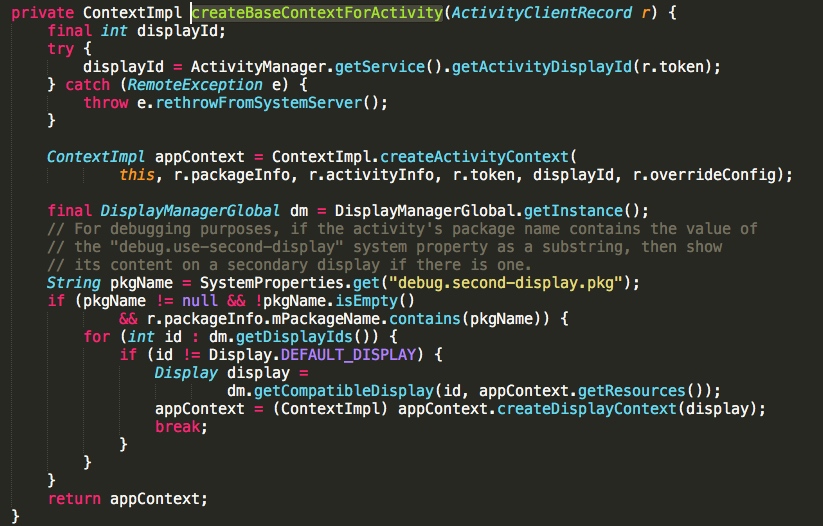 private ContextImpl createBaseContextForActivity(ActivityClientRecord r) {
    final int displayId;
    try {
        displayId = ActivityManager.getService().getActivityDisplayId(r.token);
    } catch (RemoteException e) {
        throw e.rethrowFromSystemServer();
    }

    ContextImpl appContext = ContextImpl.createActivityContext(
            this, r.packageInfo, r.activityInfo, r.token, displayId, r.overrideConfig);

    final DisplayManagerGlobal dm = DisplayManagerGlobal.getInstance();
    // For debugging purposes, if the activity's package name contains the value of
    // the "debug.use-second-display" system property as a substring, then show
    // its content on a secondary display if there is one.
    String pkgName = SystemProperties.get("debug.second-display.pkg");
    if (pkgName != null && !pkgName.isEmpty()
            && r.packageInfo.mPackageName.contains(pkgName)) {
        for (int id : dm.getDisplayIds()) {
            if (id != Display.DEFAULT_DISPLAY) {
                Display display =
                        dm.getCompatibleDisplay(id, appContext.getResources());
                appContext = (ContextImpl) appContext.createDisplayContext(display);
                break;
            }
        }
    }
    return appContext;
}